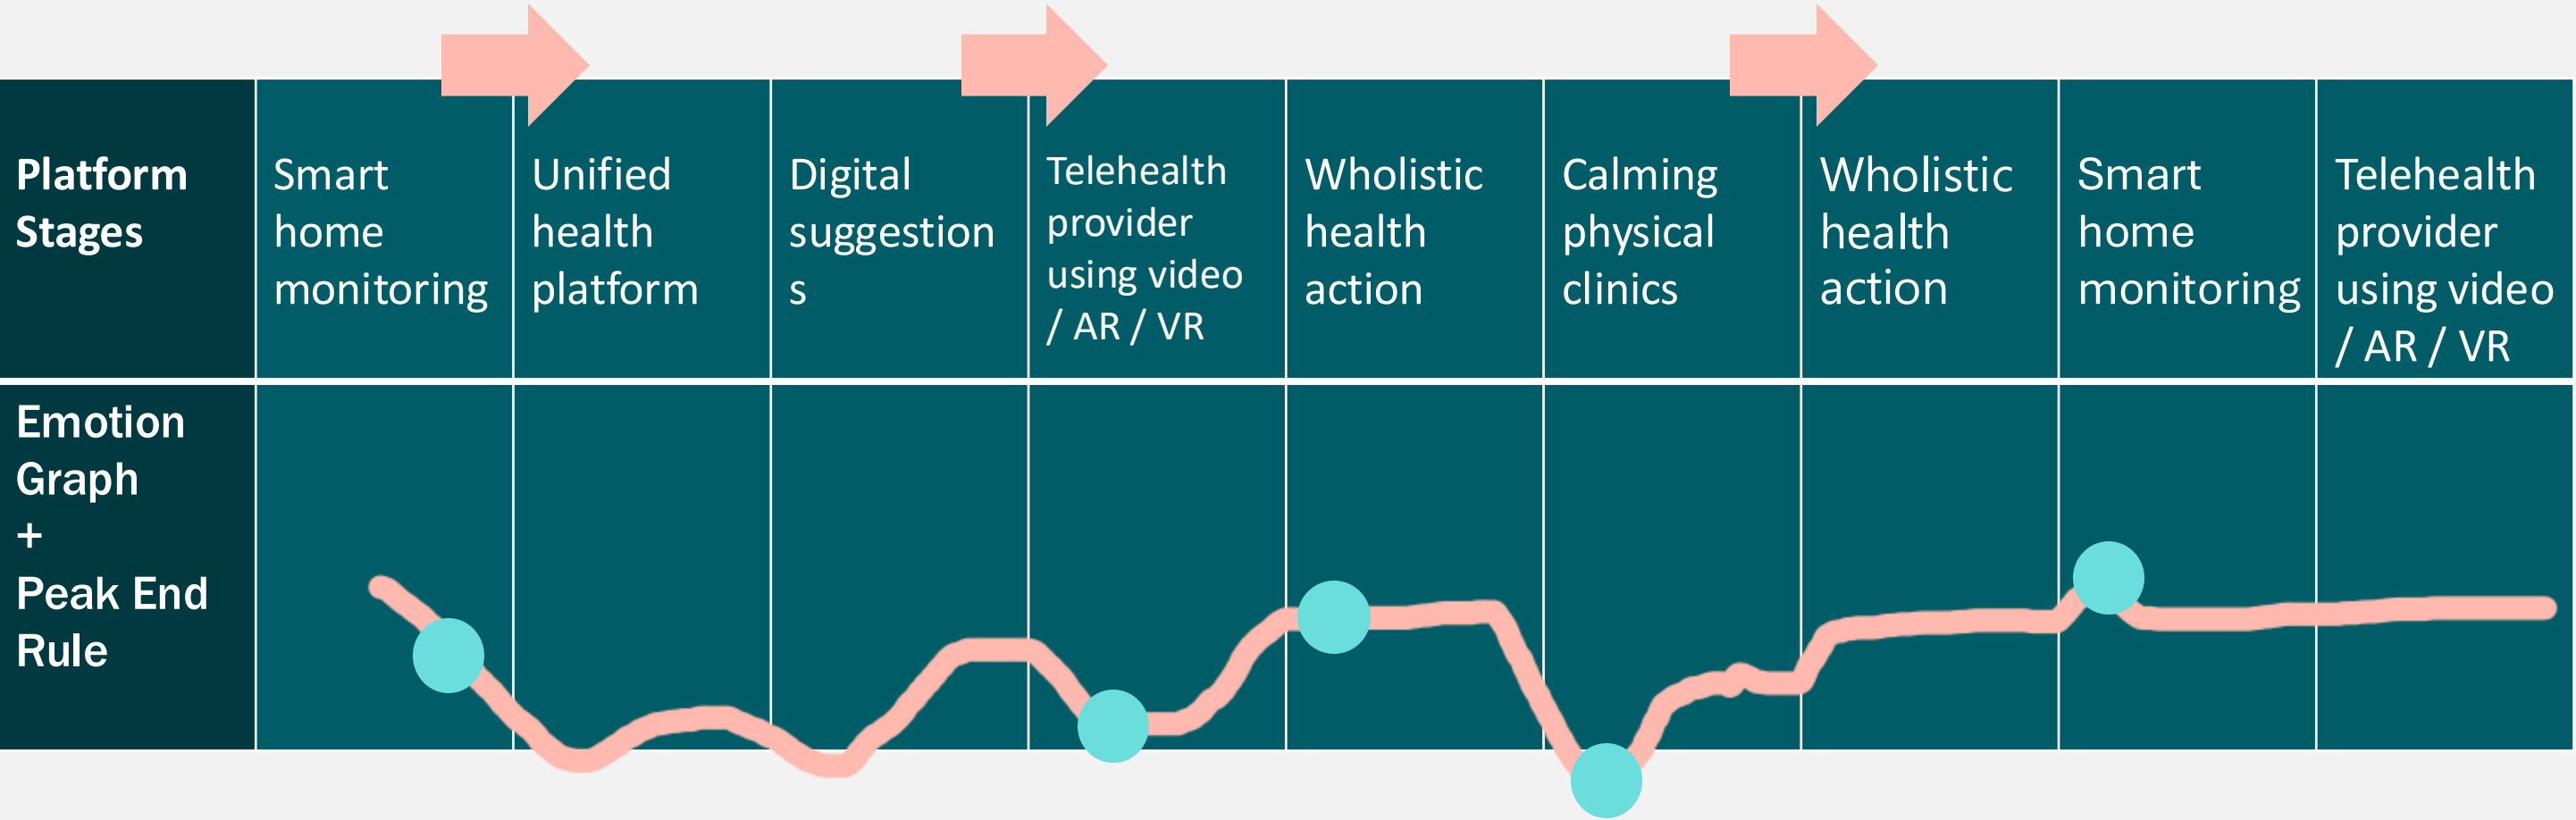 Platform
Stages
Smart
home
monitoring
Unified
health
platform
Digital
suggestion
s
Telehealth
provider
using video
/ AR / VR
Wholistic
health
action
Calming
physical
clinics
Wholistic
health
action
Smart
home
monitoring
Telehealth
provider
using video
/ AR / VR
Emotion
Graph
+
Peak End
Rule